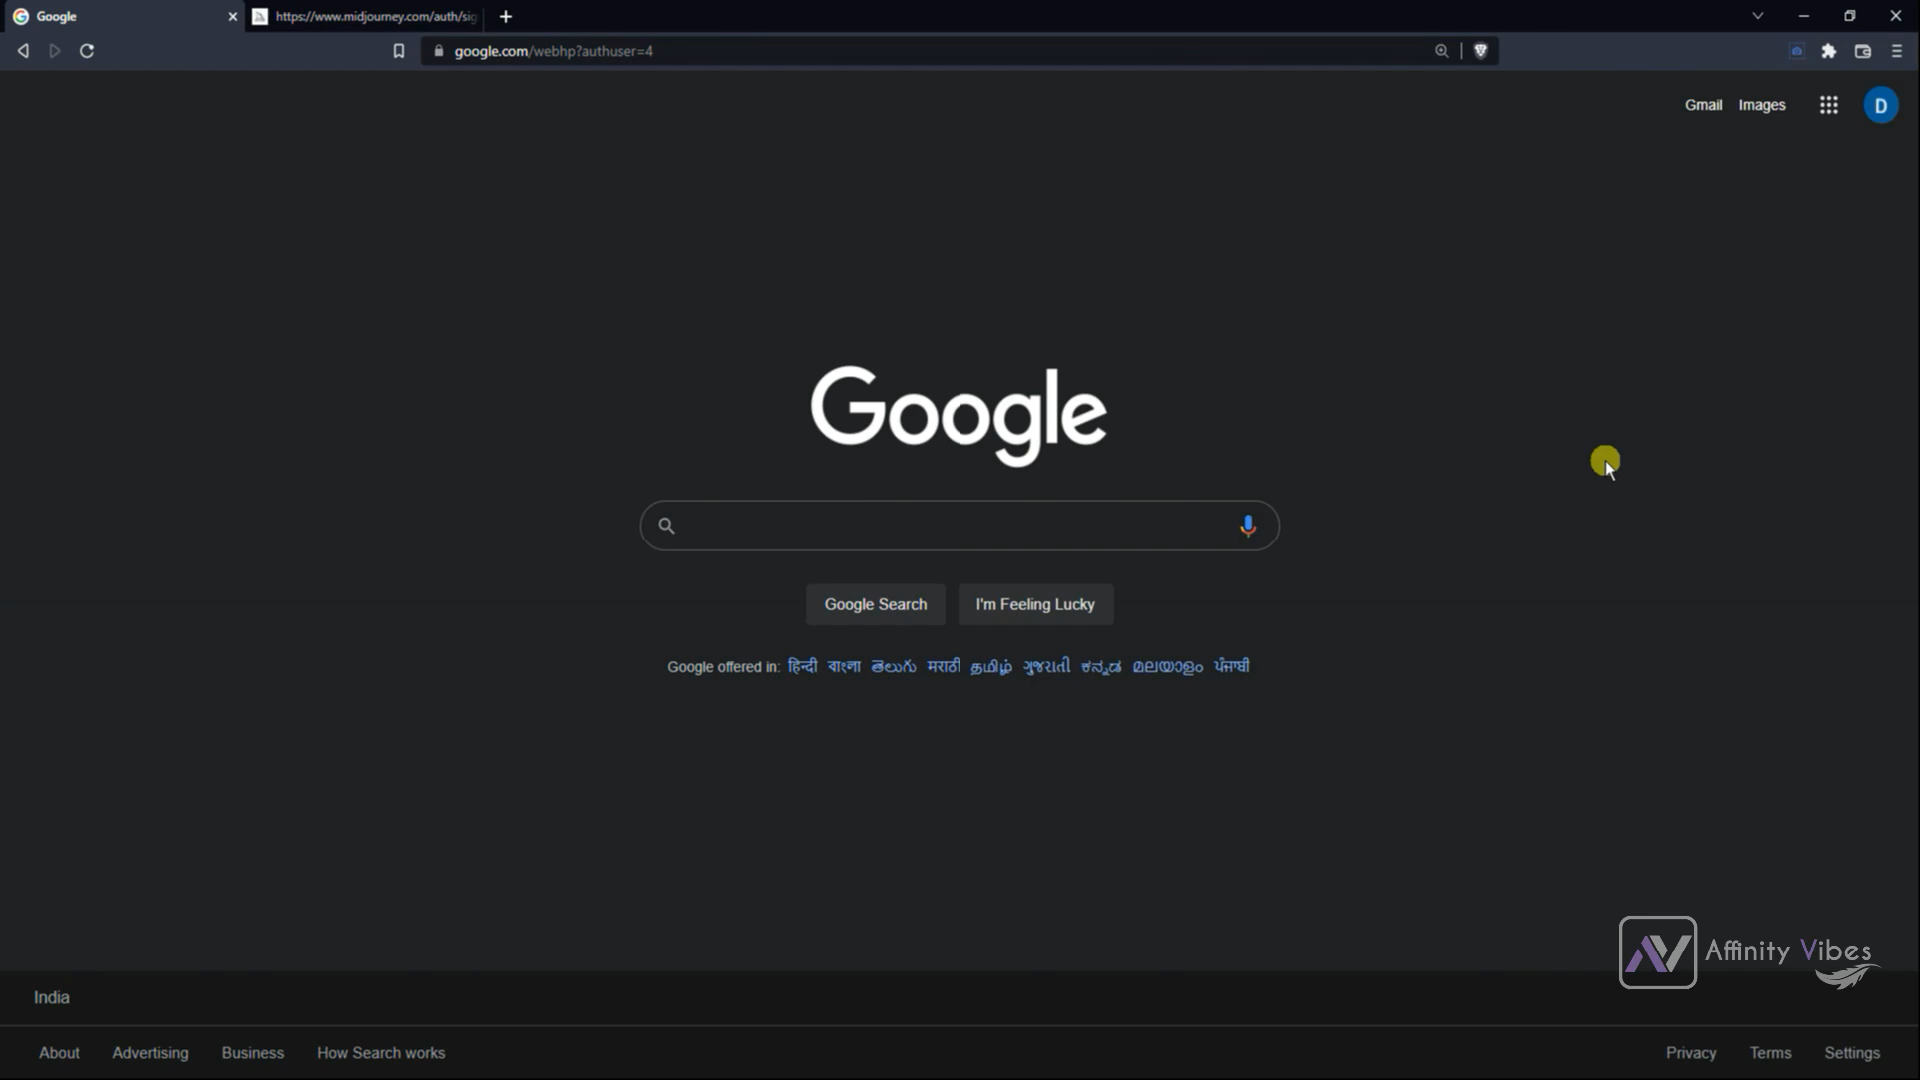 Google
https://www.midjourney.com/auth/sig
google.com/webhp?authuser=4
Gmail Images
D
Google
Google Search I'm Feeling Lucky
Google offered in: हिन्दी বাংলা తెలుగు मराठी தமிழ் ગુજરાતી ಕನ್ನಡ മലയാളം ਪੰਜਾਬੀ
AV Affinity Vibes
India
About Advertising Business How Search works Privacy Terms Settings